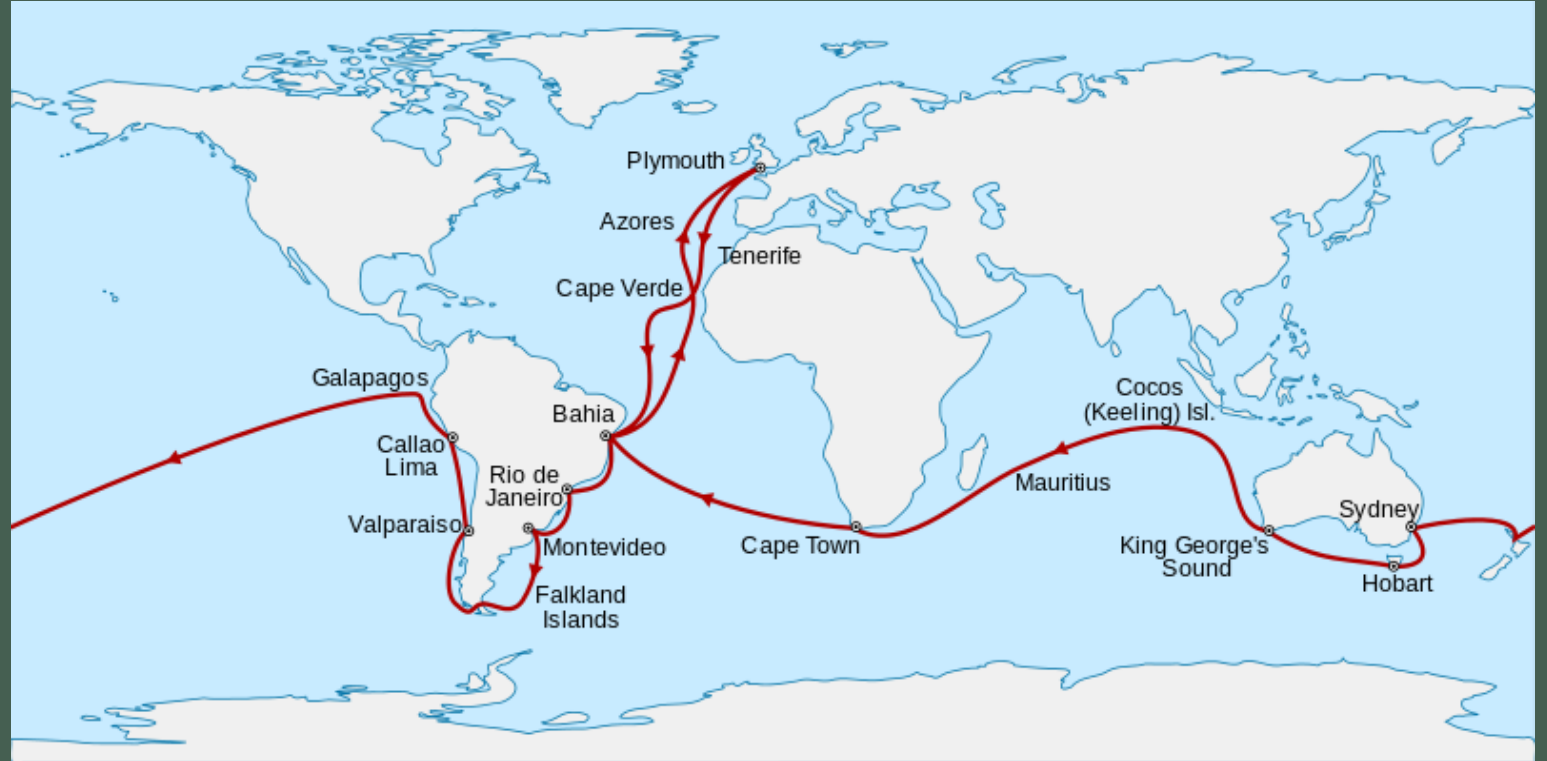 Plymouth
Azores
Tenerife
Cape Verde
Galapagos
Cocos
(Keeling) Isl.
Bahia
Callao
Lima
Rio de
Janeiro
Mauritius
Valparaiso
Sydney
Montevideo
Cape Town
King George's
Sound
Hobart
Falkland
Islands